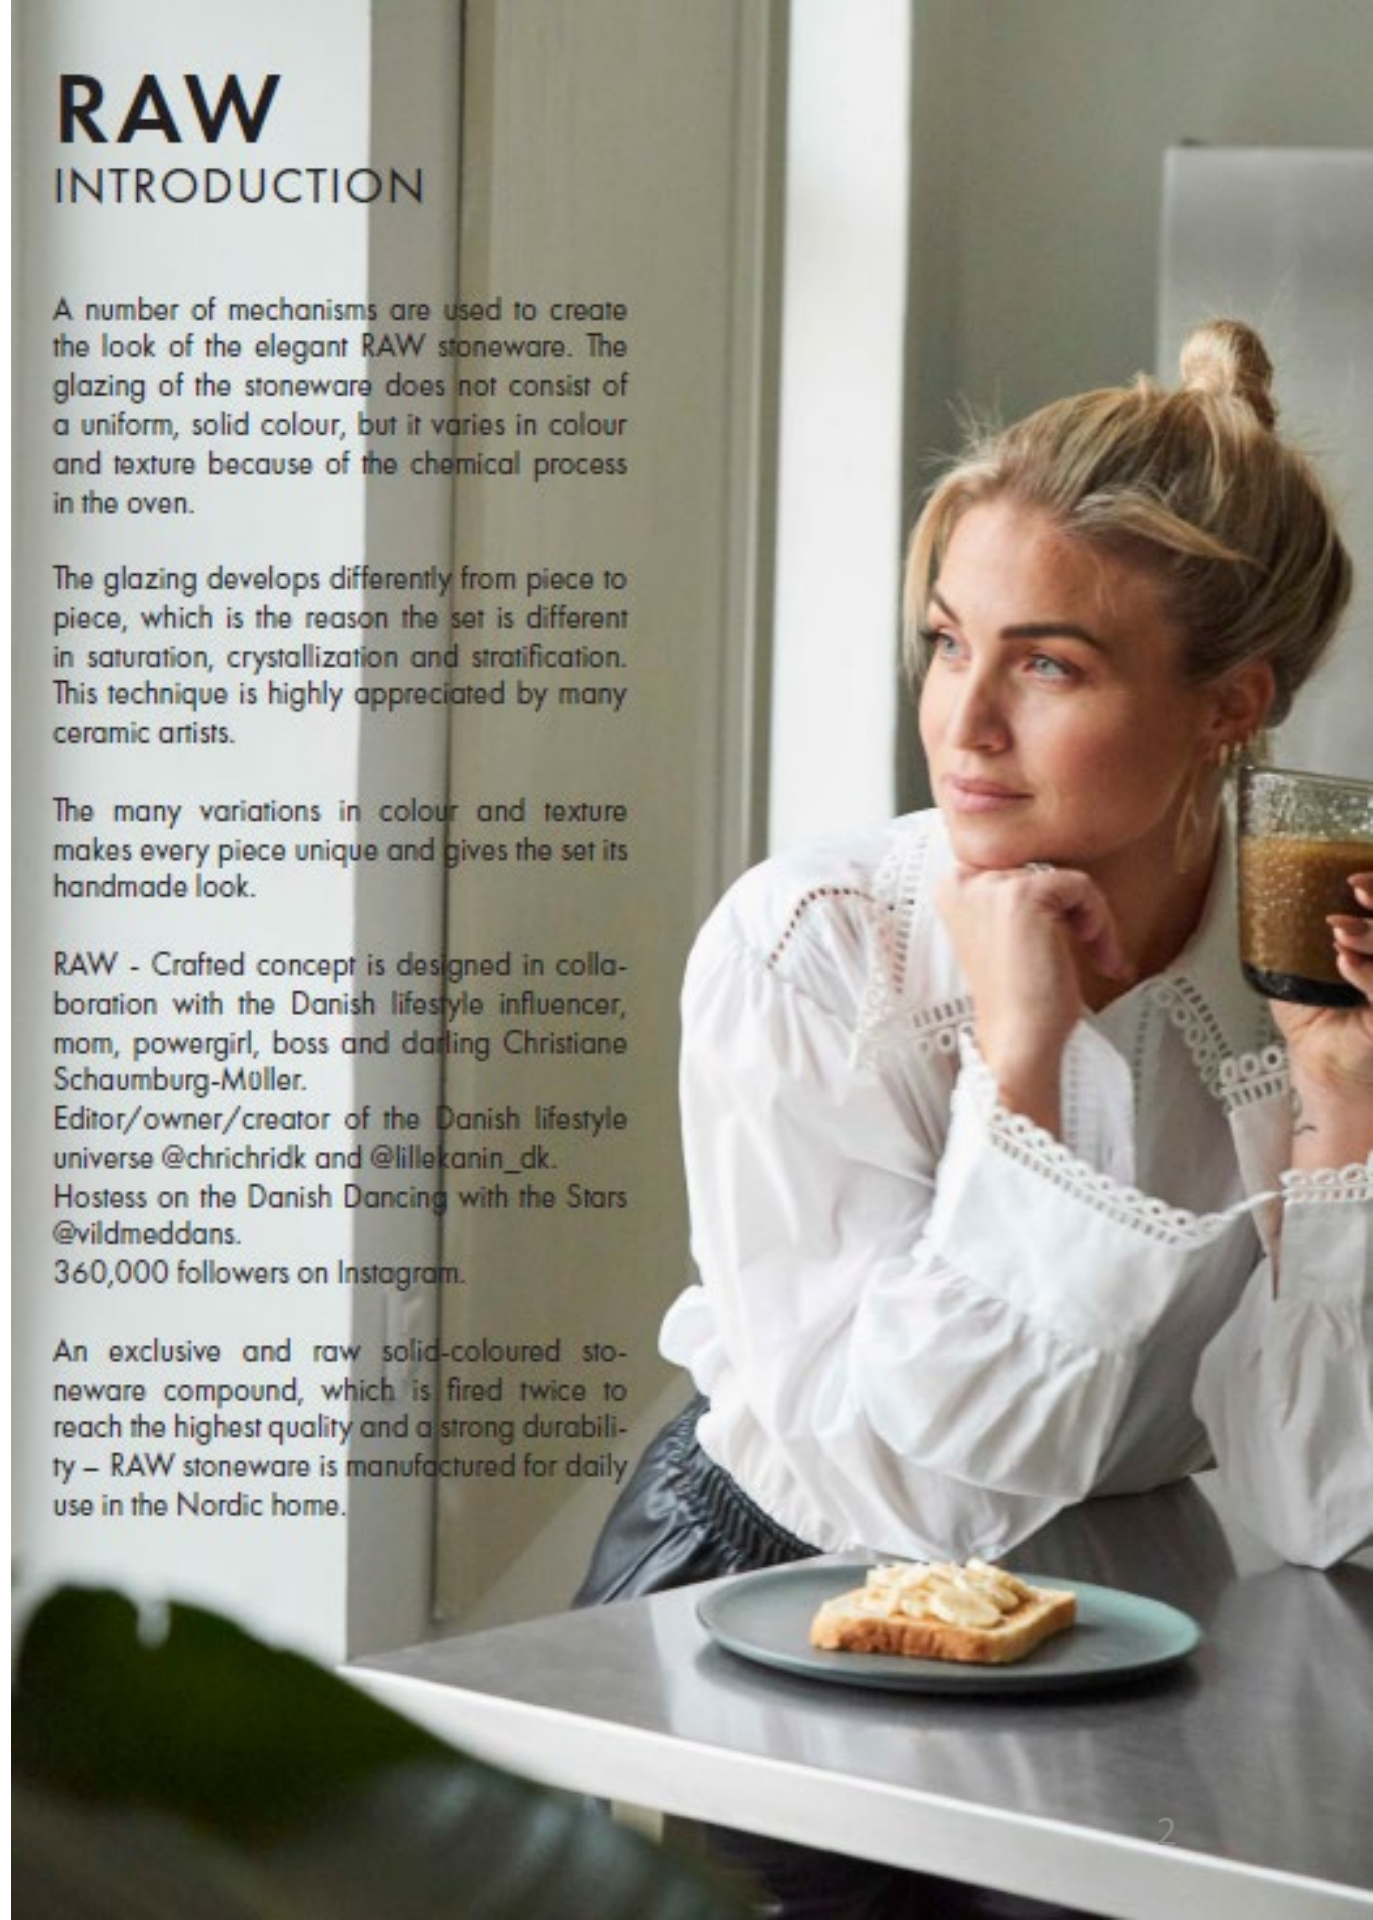 RAW
INTRODUCTION
A number of mechanisms are used to create
the look of the elegant RAW stoneware. The
glazing of the stoneware does not consist of
a uniform, solid colour, but it varies in colour
and texture because of the chemical process
in the oven.
The glazing develops differently from piece to
piece, which is the reason the set is different
in saturation, crystallization and stratification.
This technique is highly appreciated by many
ceramic artists.
The many variations in colour and texture
makes every piece unique and gives the set its
handmade look.
RAW - Crafted concept is designed in colla-
boration with the Danish lifestyle influencer,
mom, powergirl, boss and darling Christiane
Schaumburg-Müller.
Editor/owner/creator of the Danish lifestyle
universe @chrichridk and @lillekanin_dk.
Hostess on the Danish Dancing with the Stars
@vildmeddans.
360,000 followers on Instagram.
An exclusive and raw solid-coloured sto-
neware compound, which is fired twice to
reach the highest quality and a strong durabili-
ty – RAW stoneware is manufactured for daily
use in the Nordic home.
2